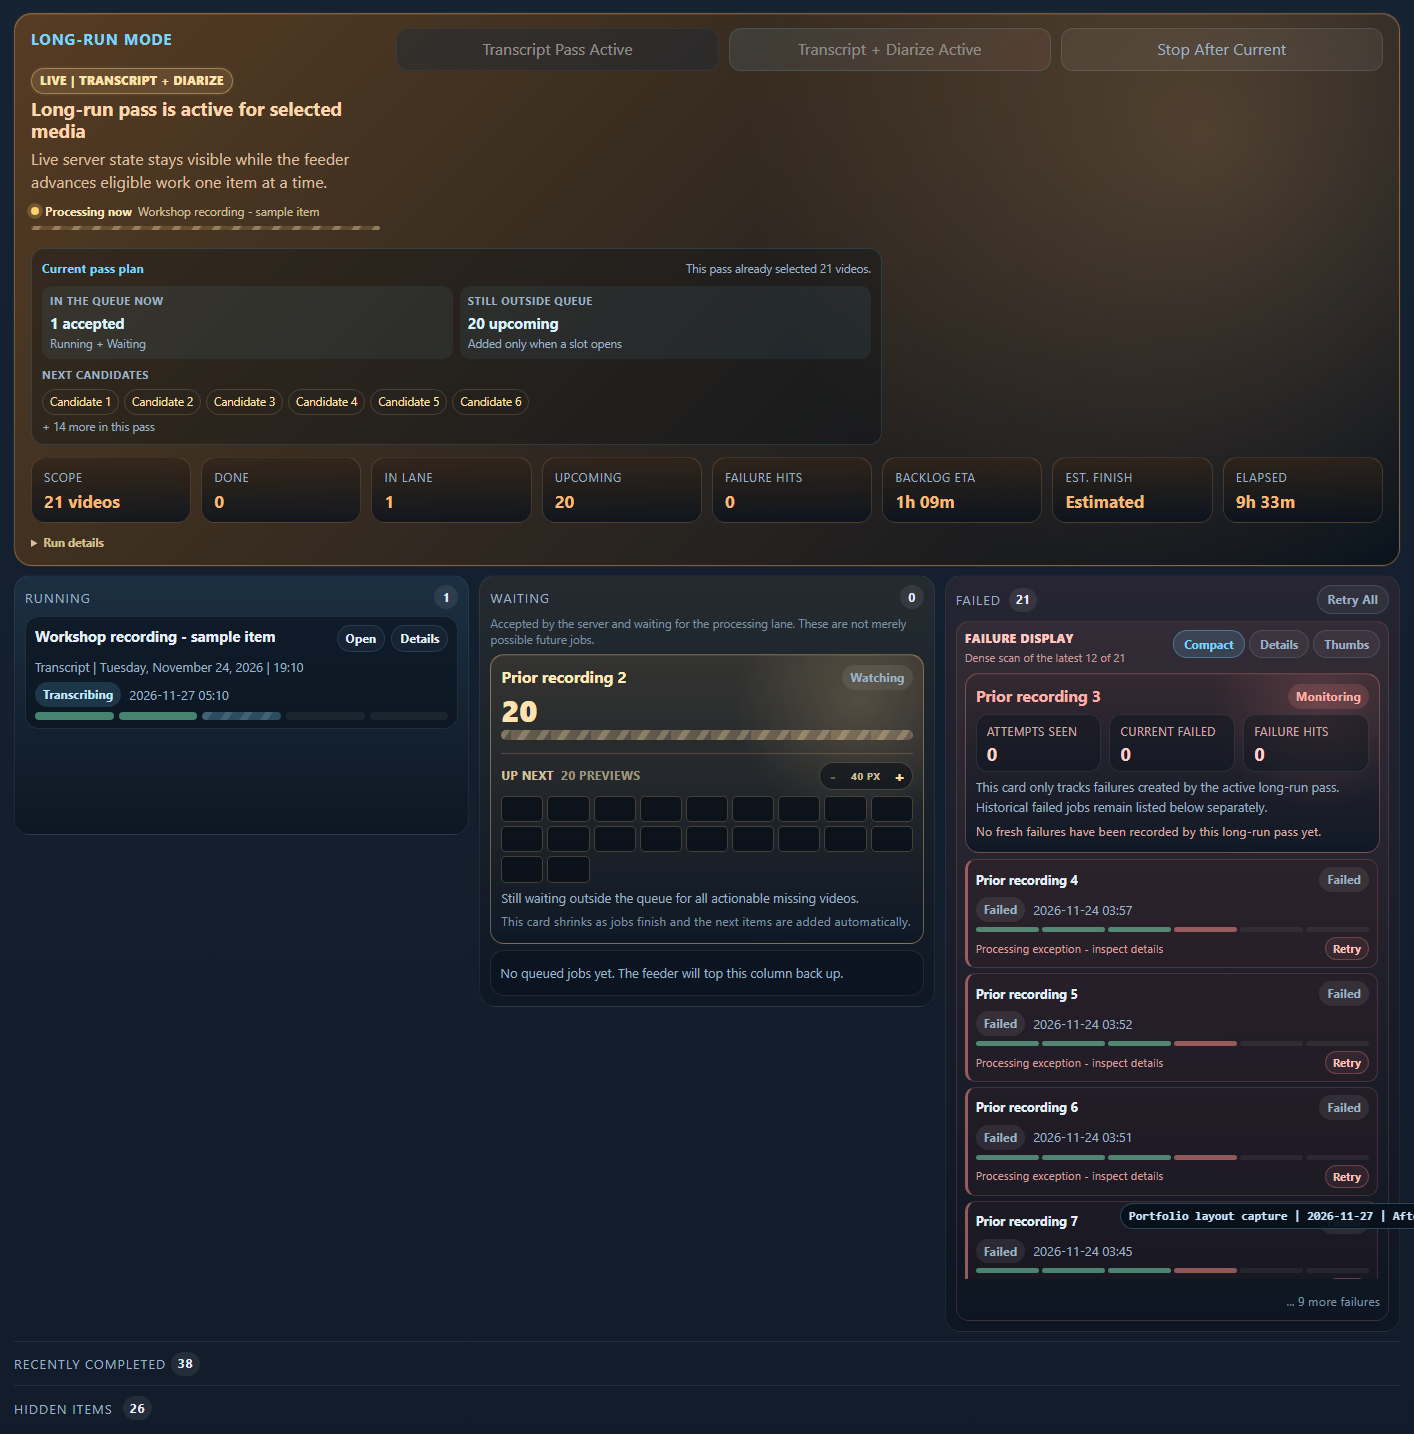 LONG-RUN MODE
Transcript Pass Active
Transcript + Diarize Active
Stop After Current
LIVE | TRANSCRIPT + DIARIZE
Long-run pass is active for selected
media
Live server state stays visible while the feeder
advances eligible work one item at a time.
Processing now Workshop recording - sample item
Current pass plan
This pass already selected 21 videos.
IN THE QUEUE NOW
1 accepted
Running + Waiting
STILL OUTSIDE QUEUE
20 upcoming
Added only when a slot opens
NEXT CANDIDATES
Candidate 1 Candidate 2 Candidate 3 Candidate 4 Candidate 5 Candidate 6
+ 14 more in this pass
SCOPE
21 videos
DONE
0
IN LANE
1
UPCOMING
20
FAILURE HITS
0
BACKLOG ETA
1h 09m
EST. FINISH
Estimated
ELAPSED
9h 33m
Run details
RUNNING
1
Workshop recording - sample item
Open
Details
Transcript | Tuesday, November 24, 2026 | 19:10
Transcribing 2026-11-27 05:10
WAITING
0
Accepted by the server and waiting for the processing lane. These are not merely
possible future jobs.
Prior recording 2
Watching
20
UP NEXT 20 PREVIEWS
- 40 PX +
Still waiting outside the queue for all actionable missing videos.
This card shrinks as jobs finish and the next items are added automatically.
No queued jobs yet. The feeder will top this column back up.
FAILED 21
Retry All
FAILURE DISPLAY
Dense scan of the latest 12 of 21
Compact
Details
Thumbs
Prior recording 3
Monitoring
ATTEMPTS SEEN
0
CURRENT FAILED
0
FAILURE HITS
0
This card only tracks failures created by the active long-run pass.
Historical failed jobs remain listed below separately.
No fresh failures have been recorded by this long-run pass yet.
Prior recording 4
Failed
Failed 2026-11-24 03:57
Processing exception - inspect details
Retry
Prior recording 5
Failed
Failed 2026-11-24 03:52
Processing exception - inspect details
Retry
Prior recording 6
Failed
Failed 2026-11-24 03:51
Processing exception - inspect details
Retry
Prior recording 7
Portfolio layout capture | 2026-11-27 | Afte
Failed 2026-11-24 03:45
... 9 more failures
RECENTLY COMPLETED 38
HIDDEN ITEMS 26